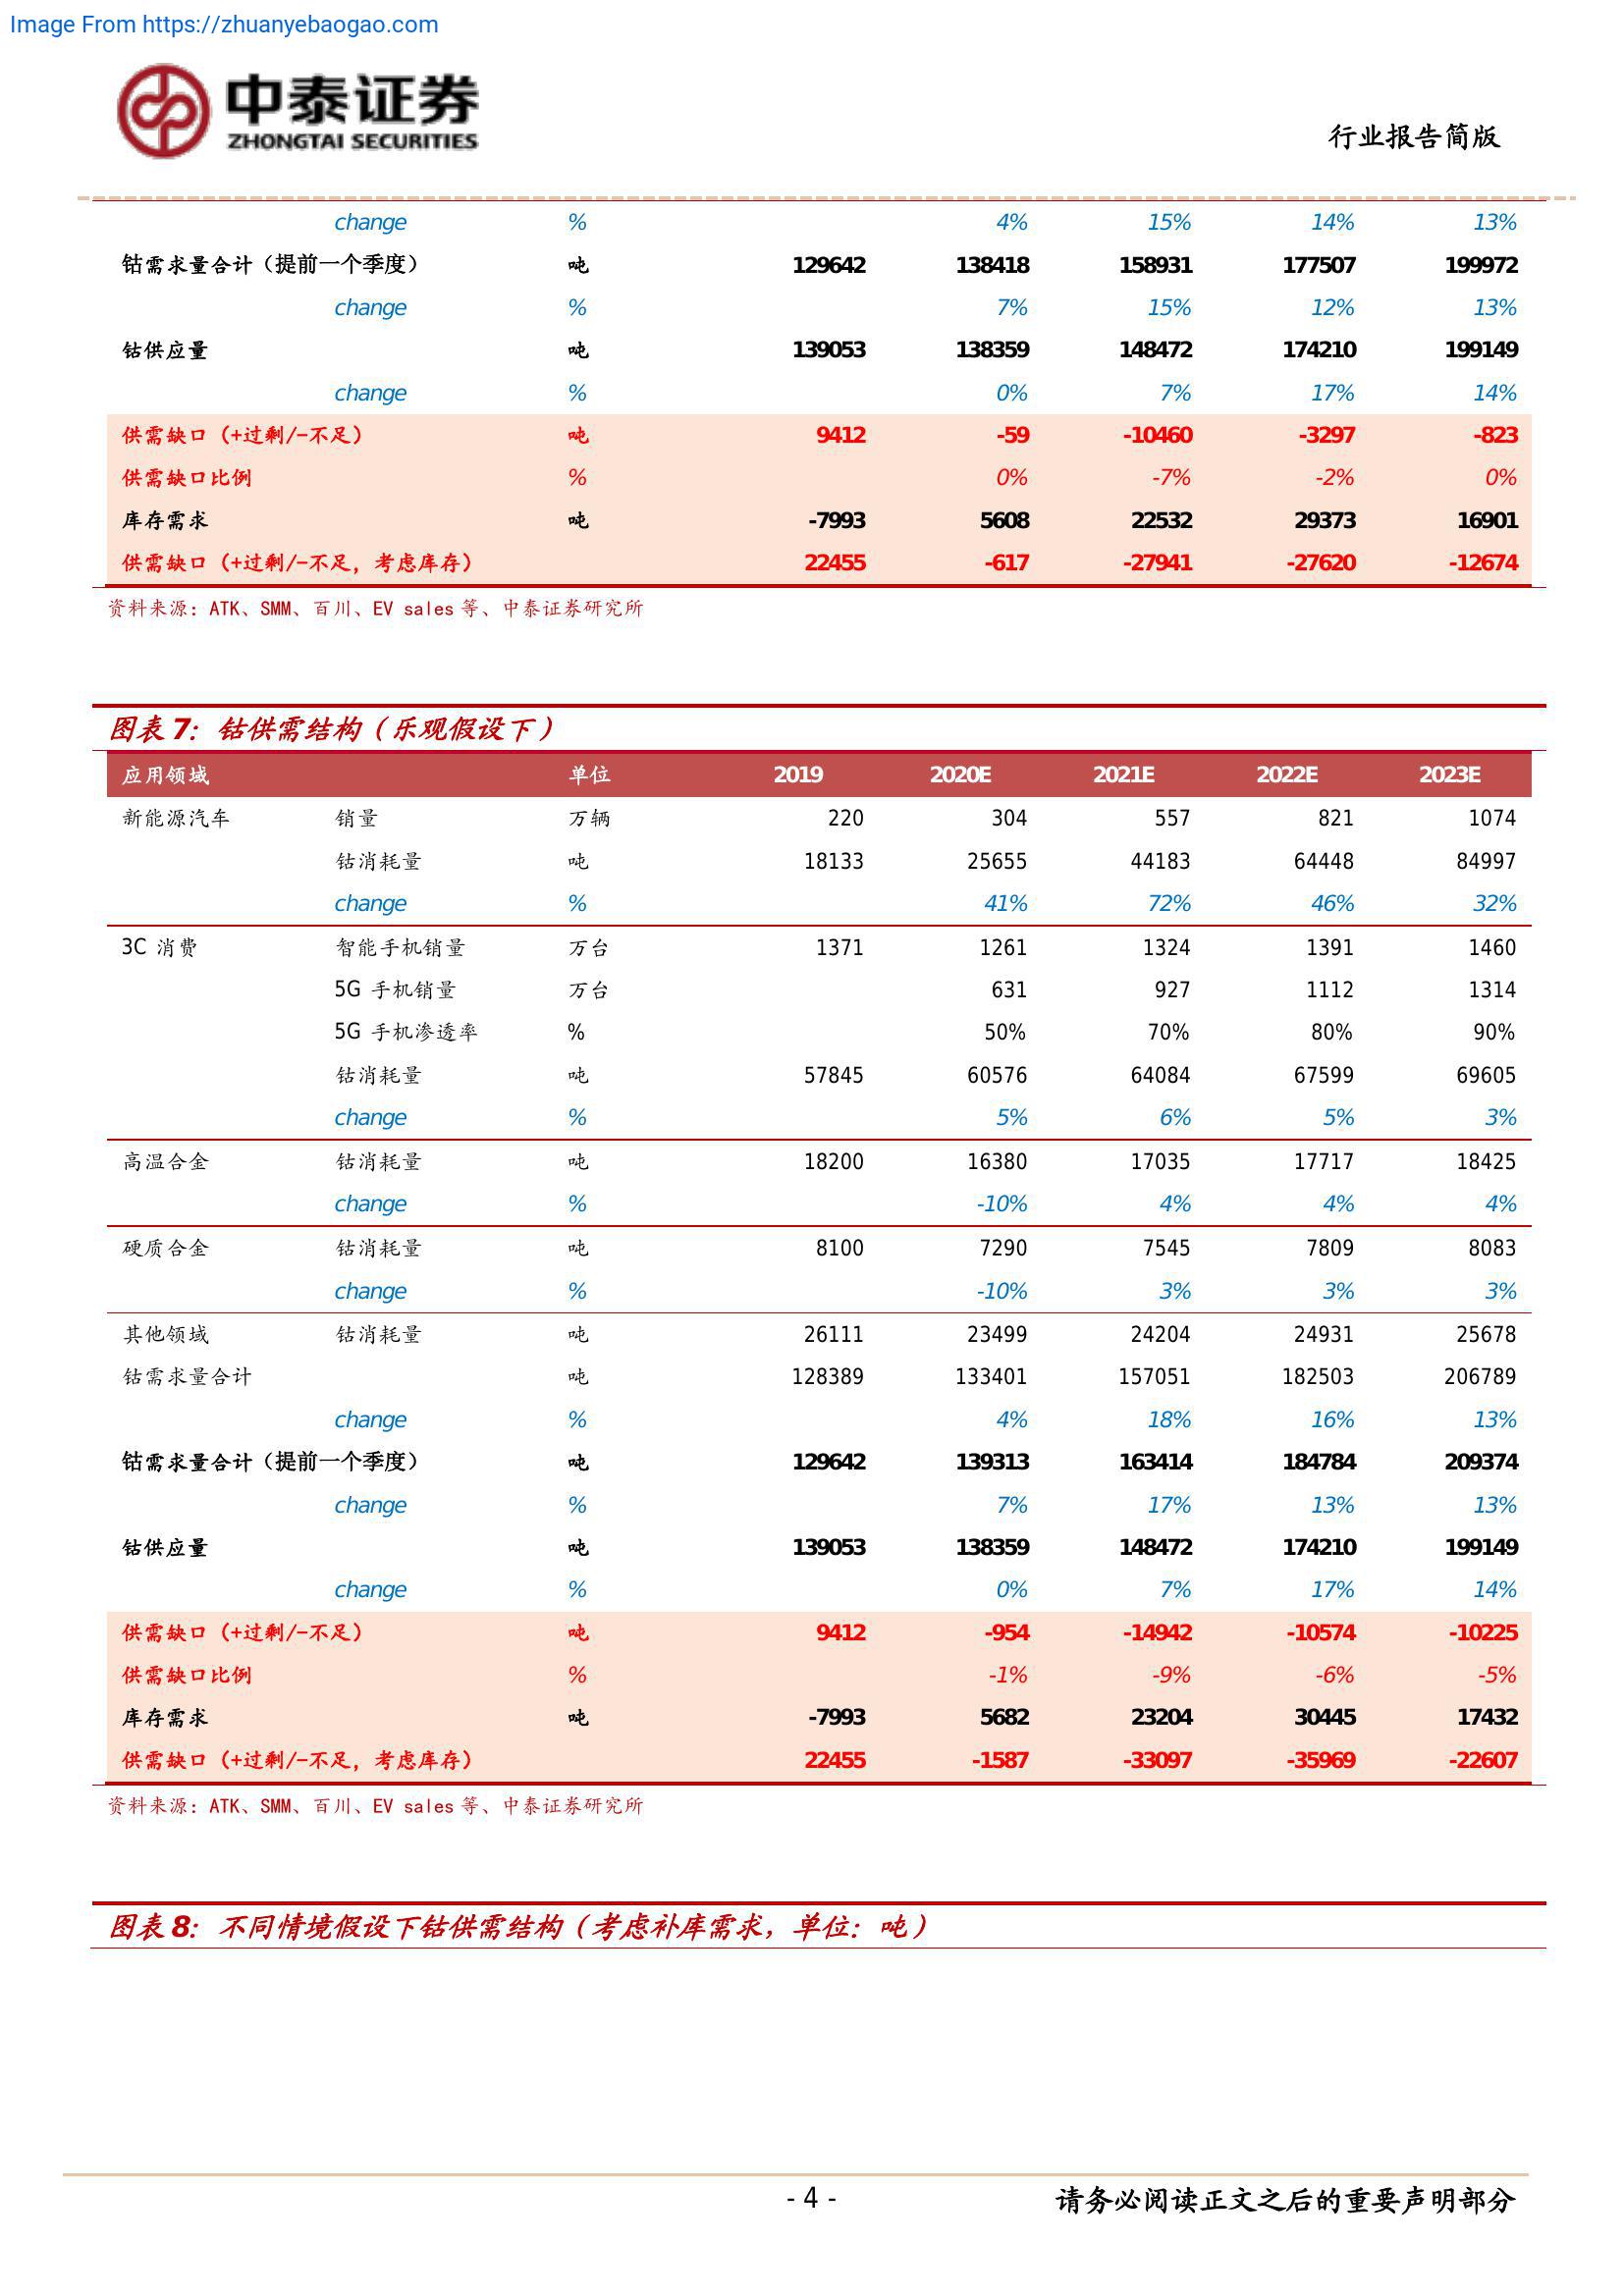 Image From https://zhuanyebaogao.com
中泰证券
ZHONGTAI SECURITIES
行业报告简版
change % 4% 15% 14% 13%
钴需求量合计（提前一个季度） 吨 129642 138418 158931 177507 199972
change % 7% 15% 12% 13%
钴供应量 吨 139053 138359 148472 174210 199149
change % 0% 7% 17% 14%
供需缺口（+过剩/-不足） 吨 9412 -59 -10460 -3297 -823
供需缺口比例 % 0% -7% -2% 0%
库存需求 吨 -7993 5608 22532 29373 16901
供需缺口（+过剩/-不足，考虑库存） 22455 -617 -27941 -27620 -12674
资料来源：ATK、SMM、百川、EV sales 等、中泰证券研究所
图表 7：钴供需结构（乐观假设下）
应用领域 单位 2019 2020E 2021E 2022E 2023E
新能源汽车 销量 万辆 220 304 557 821 1074
钴消耗量 吨 18133 25655 44183 64448 84997
change % 41% 72% 46% 32%
3C 消费 智能手机销量 万台 1371 1261 1324 1391 1460
5G 手机销量 万台 631 927 1112 1314
5G 手机渗透率 % 50% 70% 80% 90%
钴消耗量 吨 57845 60576 64084 67599 69605
change % 5% 6% 5% 3%
高温合金 钴消耗量 吨 18200 16380 17035 17717 18425
change % -10% 4% 4% 4%
硬质合金 钴消耗量 吨 8100 7290 7545 7809 8083
change % -10% 3% 3% 3%
其他领域 钴消耗量 吨 26111 23499 24204 24931 25678
钴需求量合计 吨 128389 133401 157051 182503 206789
change % 4% 18% 16% 13%
钴需求量合计（提前一个季度） 吨 129642 139313 163414 184784 209374
change % 7% 17% 13% 13%
钴供应量 吨 139053 138359 148472 174210 199149
change % 0% 7% 17% 14%
供需缺口（+过剩/-不足） 吨 9412 -954 -14942 -10574 -10225
供需缺口比例 % -1% -9% -6% -5%
库存需求 吨 -7993 5682 23204 30445 17432
供需缺口（+过剩/-不足，考虑库存） 22455 -1587 -33097 -35969 -22607
资料来源：ATK、SMM、百川、EV sales 等、中泰证券研究所
图表 8：不同情境假设下钴供需结构（考虑补库需求，单位：吨）
- 4 -
请务必阅读正文之后的重要声明部分